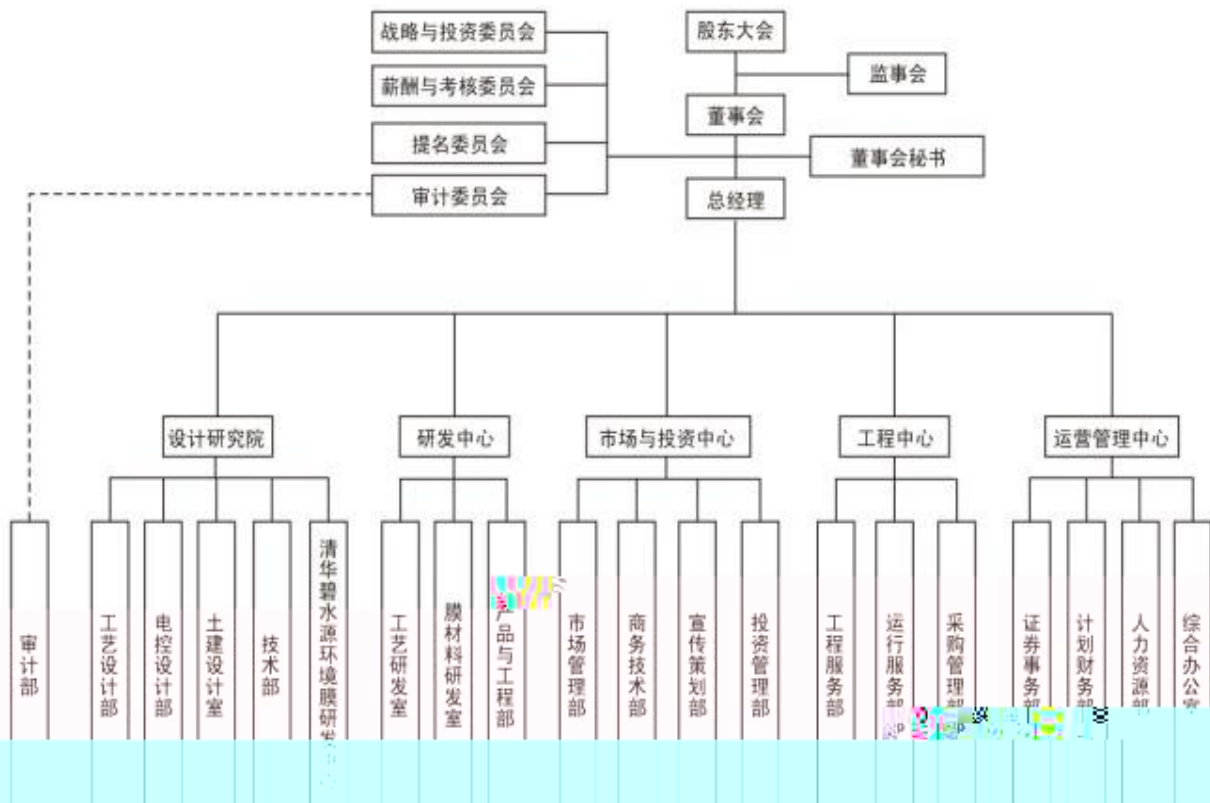 战略与投资委员会
股东大会
监事会
薪酬与考核委员会
董事会
提名委员会
董事会秘书
审计委员会
总经理
设计研究院
研发中心
市场与投资中心
工程中心
运营管理中心
审计部
工艺设计部
电控设计部
土建设计室
技术部
清华碧水源环境膜研发
工艺研发室
膜材料研发室
产品与工程部
市场管理部
商务技术部
宣传策划部
投资管理部
工程服务部
运行服务部
采购管理部
证券事务部
计划财务部
人力资源部
综合办公室